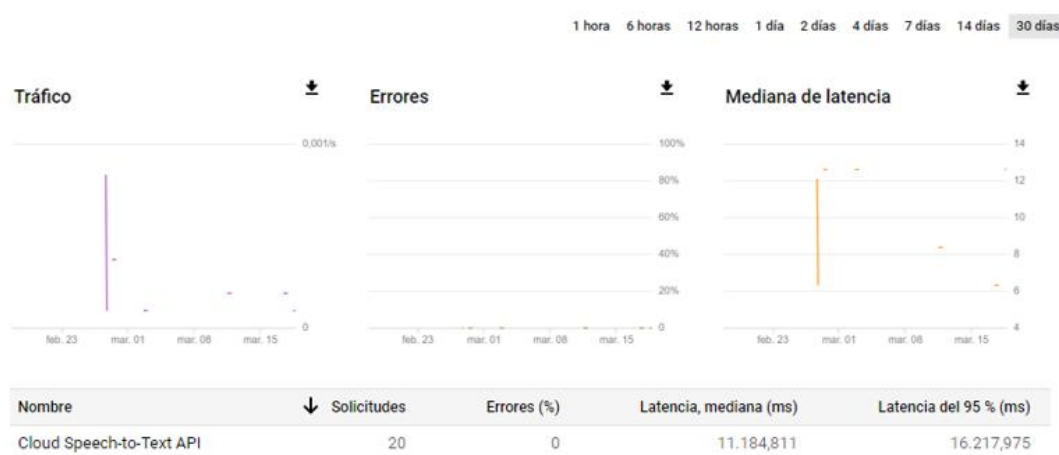 1 hora 6 horas 12 horas 1 día 2 días 4 días 7 días 14 días 30 días
Tráfico
0,001/s
0
feb. 23 mar. 01 mar. 08 mar. 15
Errores
100%
80%
60%
40%
20%
0
feb. 23 mar. 01 mar. 08 mar. 15
Mediana de latencia
14
12
10
8
6
4
feb. 23 mar. 01 mar. 08 mar. 15
Nombre Solicitudes Errores (%) Latencia, mediana (ms) Latencia del 95 % (ms)
Cloud Speech-to-Text API 20 0 11.184,811 16.217,975